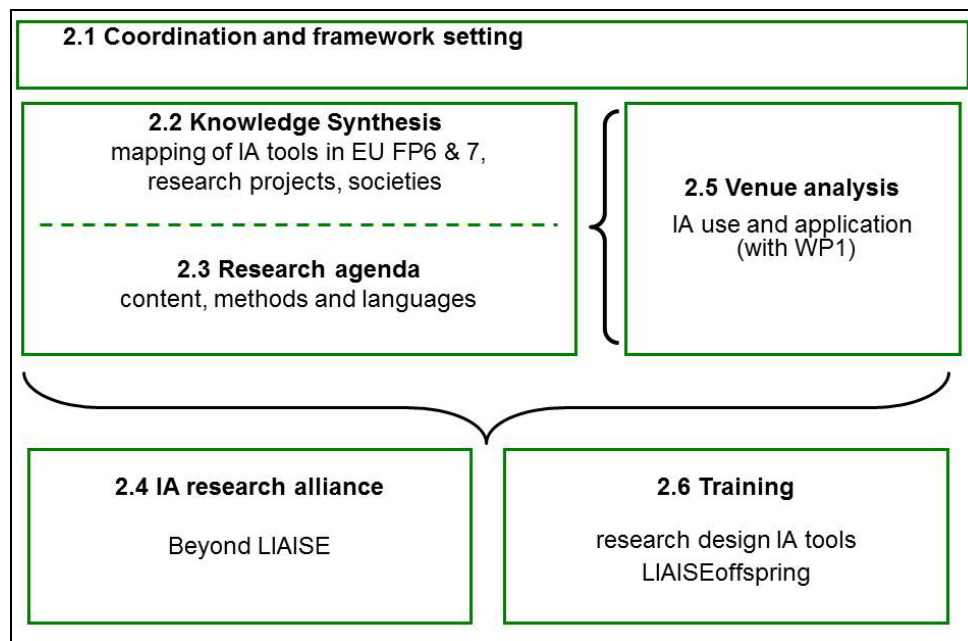 2.1 Coordination and framework setting
2.2 Knowledge Synthesis
mapping of IA tools in EU FP6 & 7,
research projects, societies
2.3 Research agenda
content, methods and languages
2.5 Venue analysis
IA use and application
(with WP1)
2.4 IA research alliance
Beyond LIAISE
2.6 Training
research design IA tools
LIAISEoffspring